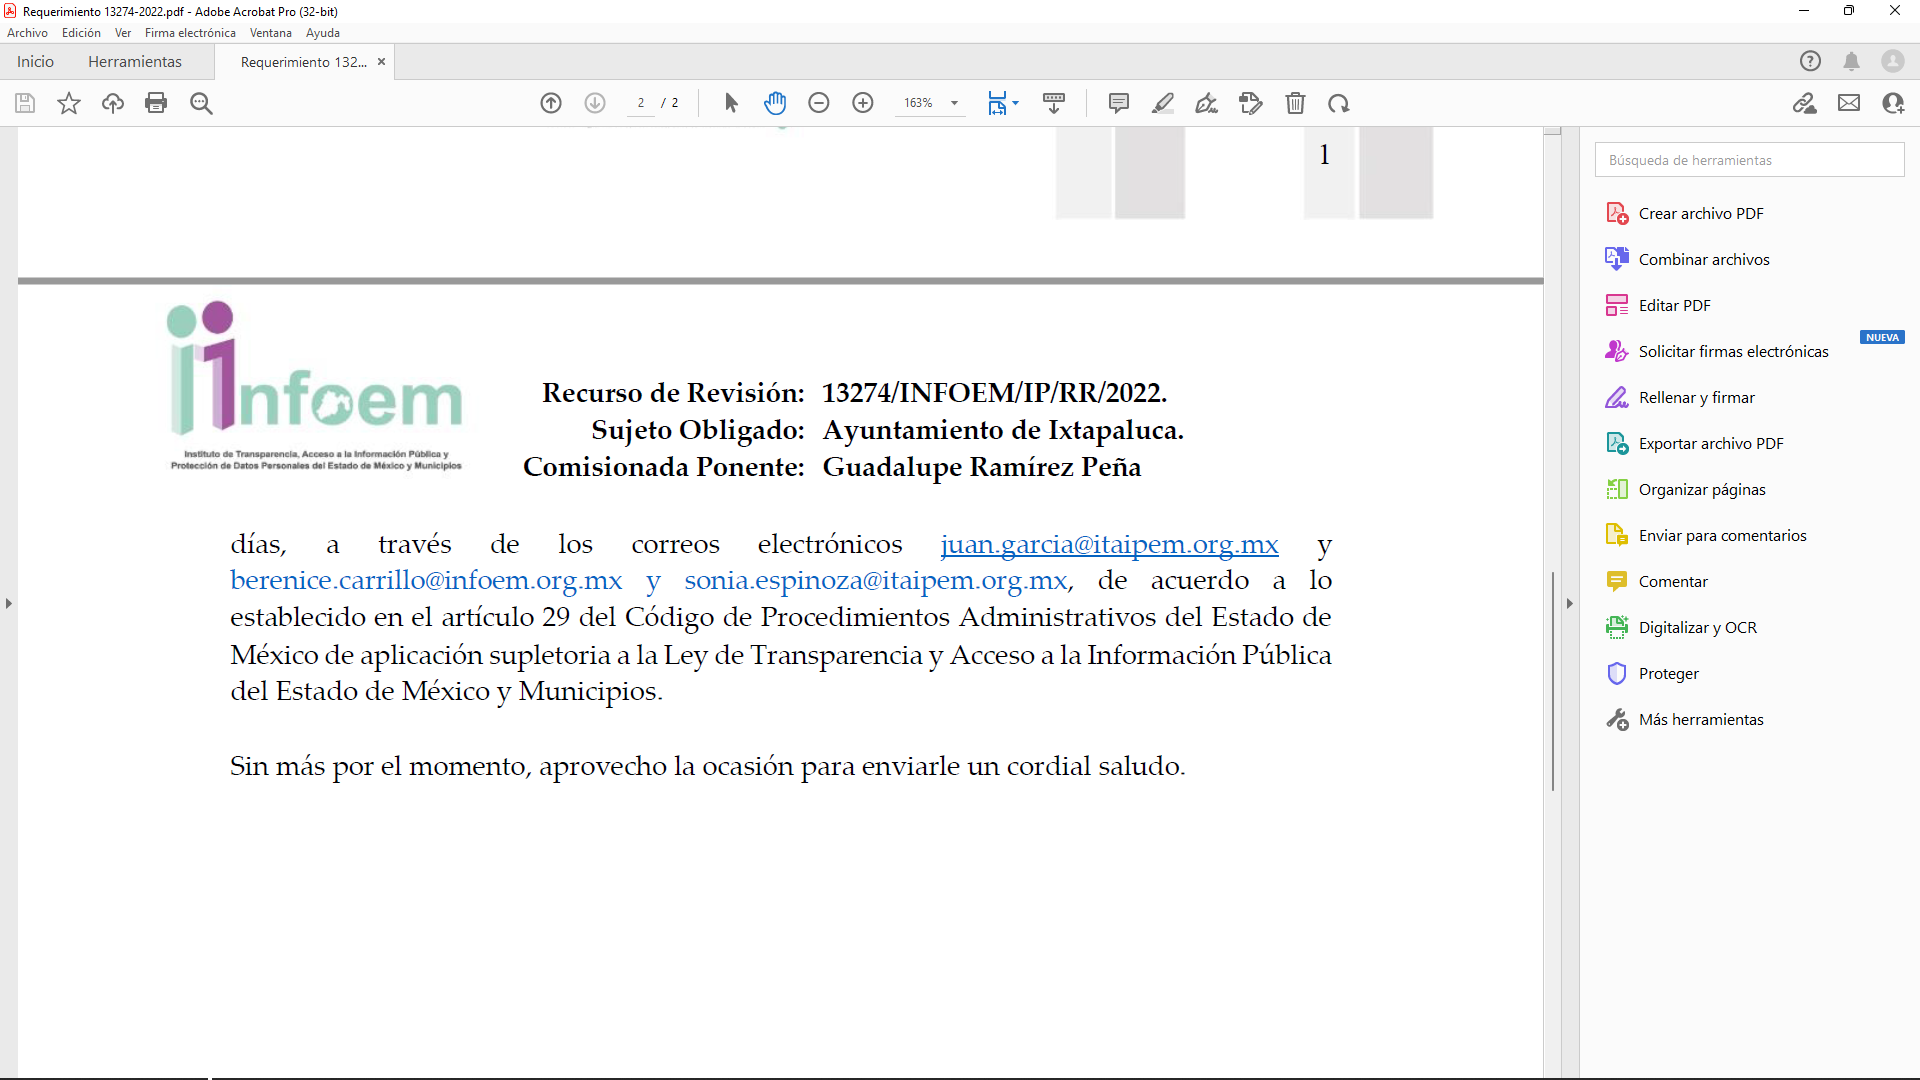 Requerimiento 13274-2022.pdf - Adobe Acrobat Pro (32-bit)
Archivo Edición Ver Firma electrónica Ventana Ayuda
Inicio Herramientas Requerimiento 132... ×
2 / 2 163%
1
infoem
Instituto de Transparencia, Acceso a la Información Pública y
Protección de Datos Personales del Estado de México y Municipios
Recurso de Revisión: 13274/INFOEM/IP/RR/2022.
Sujeto Obligado: Ayuntamiento de Ixtapaluca.
Comisionada Ponente: Guadalupe Ramírez Peña
días, a través de los correos electrónicos juan.garcia@itaipem.org.mx y
berenice.carrillo@infoem.org.mx y sonia.espinoza@itaipem.org.mx, de acuerdo a lo
establecido en el artículo 29 del Código de Procedimientos Administrativos del Estado de
México de aplicación supletoria a la Ley de Transparencia y Acceso a la Información Pública
del Estado de México y Municipios.
Sin más por el momento, aprovecho la ocasión para enviarle un cordial saludo.
Búsqueda de herramientas
Crear archivo PDF
Combinar archivos
Editar PDF
NUEVA
Solicitar firmas electrónicas
Rellenar y firmar
Exportar archivo PDF
Organizar páginas
Enviar para comentarios
Comentar
Digitalizar y OCR
Proteger
Más herramientas